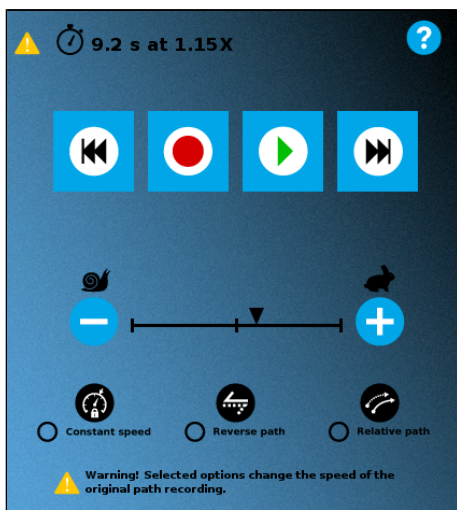 9.2 s at 1.15X
?
Constant speed
Reverse path
Relative path
Warning! Selected options change the speed of the
original path recording.